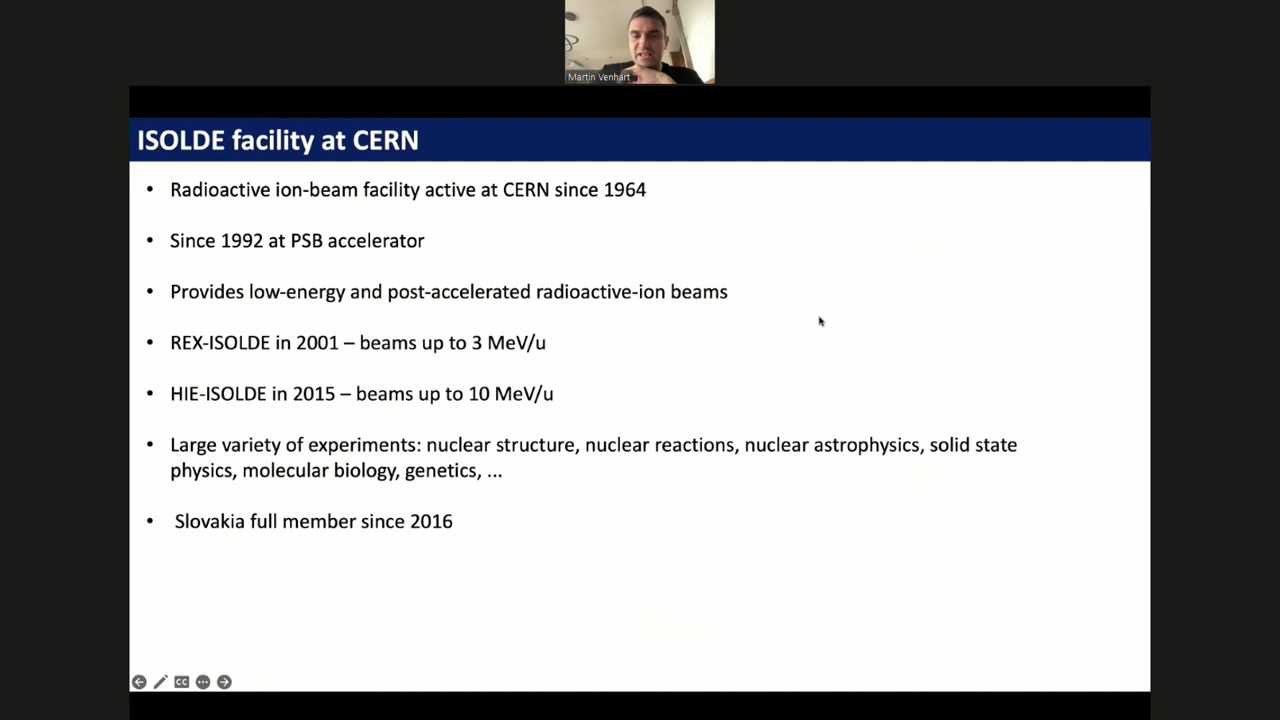 Martin Venhart
ISOLDE facility at CERN
• Radioactive ion-beam facility active at CERN since 1964
• Since 1992 at PSB accelerator
• Provides low-energy and post-accelerated radioactive-ion beams
• REX-ISOLDE in 2001 – beams up to 3 MeV/u
• HIE-ISOLDE in 2015 – beams up to 10 MeV/u
• Large variety of experiments: nuclear structure, nuclear reactions, nuclear astrophysics, solid state
physics, molecular biology, genetics, ...
• Slovakia full member since 2016
CC